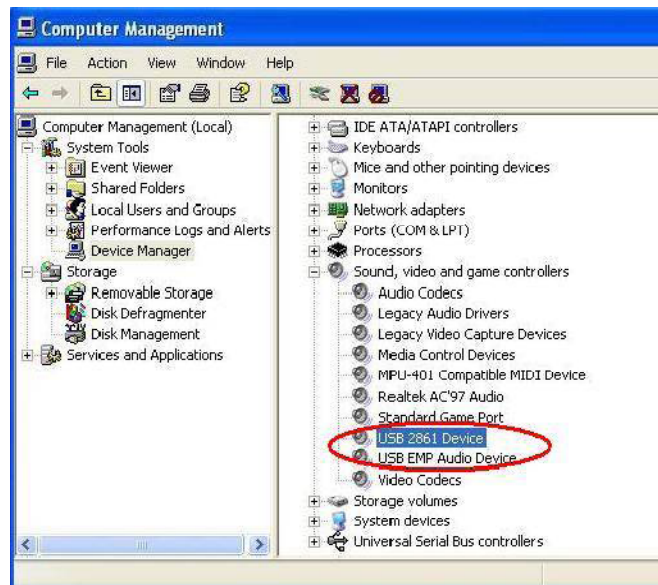 Computer Management
File Action View Window Help
Computer Management (Local)
System Tools
Event Viewer
Shared Folders
Local Users and Groups
Performance Logs and Alerts
Device Manager
Storage
Removable Storage
Disk Defragmenter
Disk Management
Services and Applications
IDE ATA/ATAPI controllers
Keyboards
Mice and other pointing devices
Monitors
Network adapters
Ports (COM & LPT)
Processors
Sound, video and game controllers
Audio Codecs
Legacy Audio Drivers
Legacy Video Capture Devices
Media Control Devices
MPU-401 Compatible MIDI Device
Realtek AC'97 Audio
Standard Game Port
USB 2861 Device
USB EMP Audio Device
Video Codecs
Storage volumes
System devices
Universal Serial Bus controllers